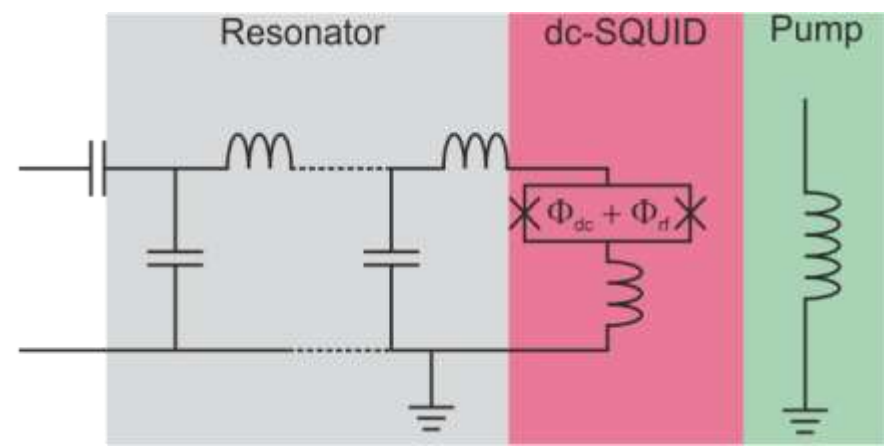 Resonator
dc-SQUID
Pump
Φdc + Φrf